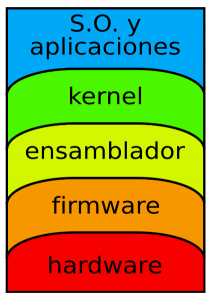 S.O. y
aplicaciones
kernel
ensamblador
firmware
hardware